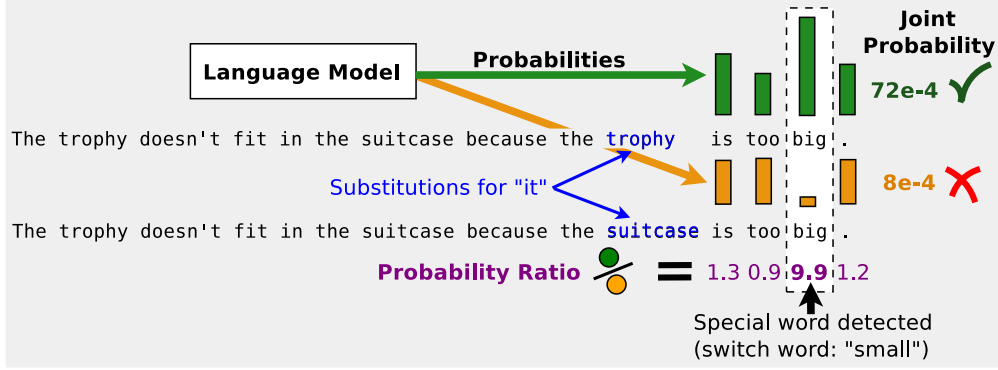 Joint
Probability
Language Model
Probabilities
72e-4
The trophy doesn't fit in the suitcase because the trophy is too big .
Substitutions for "it"
8e-4
The trophy doesn't fit in the suitcase because the suitcase is too big .
Probability Ratio = 1.3 0.9 9.9 1.2
Special word detected
(switch word: "small")